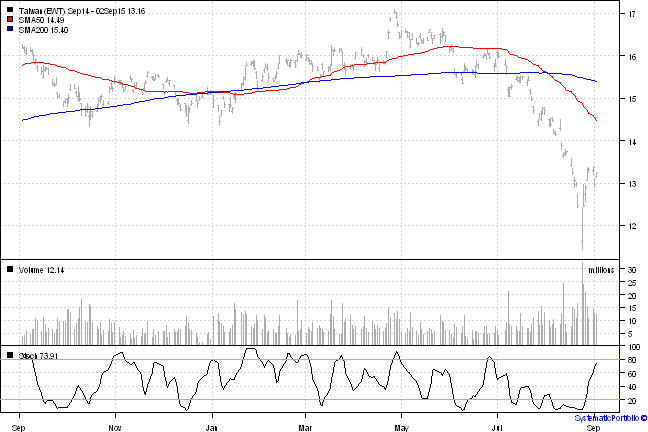 Taiwan (EWT) Sep14 - 02Sep15 13.16
SMA50 14.49
SMA200 15.40
17
16
15
14
13
12
Volume 12.14
millions
30
25
20
15
10
5
Stoch 73.91
100
80
60
40
20
Sep
Nov
Jan
Mar
May
Jul
Sep
SystematicPortfolio ©